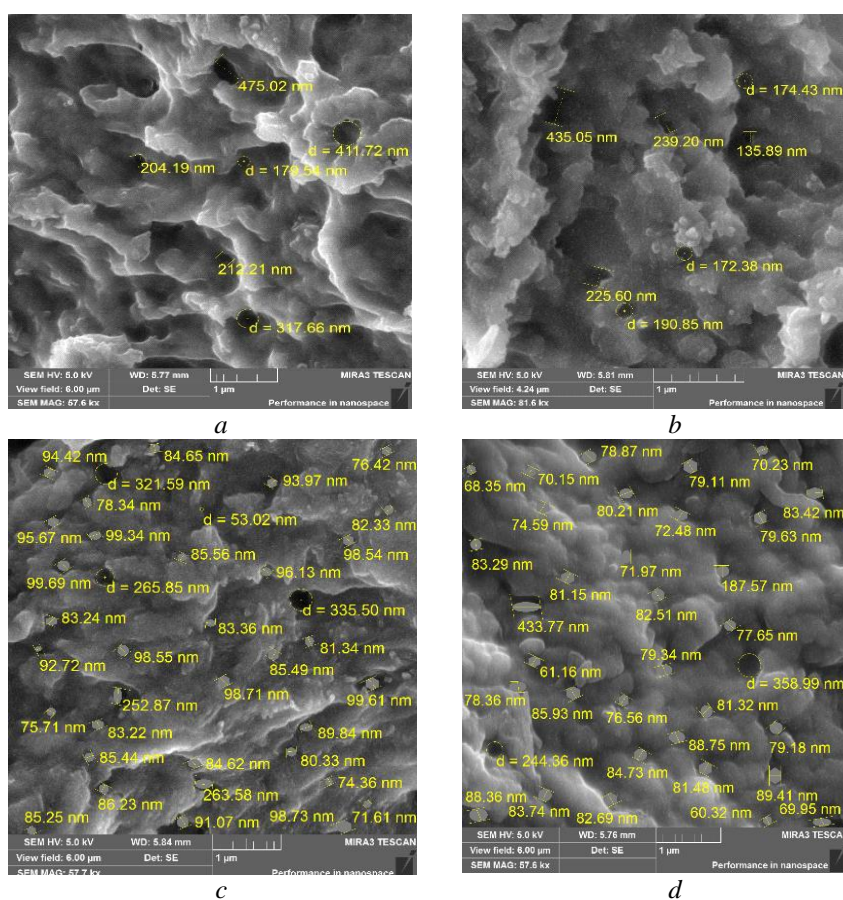 475.02 nm
d = 411.72 nm
204.19 nm
d = 179.54 nm
212.21 nm
d = 317.66 nm
SEM HV: 5.0 kV WD: 5.77 mm MIRA3 TESCAN
View field: 6.00 µm Det: SE 1 µm
SEM MAG: 57.6 kx Performance in nanospace
a
d = 174.43 nm
435.05 nm
239.20 nm
135.89 nm
d = 172.38 nm
225.60 nm
d = 190.85 nm
SEM HV: 5.0 kV WD: 5.81 mm MIRA3 TESCAN
View field: 4.24 µm Det: SE 1 µm
SEM MAG: 81.6 kx Performance in nanospace
b
94.42 nm
84.65 nm
76.42 nm
d = 321.59 nm
93.97 nm
78.34 nm
d = 53.02 nm
82.33 nm
95.67 nm
99.34 nm
85.56 nm
98.54 nm
99.69 nm
d = 265.85 nm
96.13 nm
d = 335.50 nm
83.24 nm
83.36 nm
81.34 nm
92.72 nm
98.55 nm
85.49 nm
98.71 nm
99.61 nm
252.87 nm
75.71 nm
83.22 nm
89.84 nm
85.44 nm
84.62 nm
80.33 nm
86.23 nm
263.58 nm
74.36 nm
85.25 nm
91.07 nm
98.73 nm
71.61 nm
SEM HV: 5.0 kV WD: 5.84 mm MIRA3 TESCAN
View field: 6.00 µm Det: SE 1 µm
SEM MAG: 57.7 kx Performance in nanospace
c
78.87 nm
70.23 nm
68.35 nm
70.15 nm
79.11 nm
80.21 nm
83.42 nm
74.59 nm
72.48 nm
79.63 nm
83.29 nm
71.97 nm
187.57 nm
81.15 nm
82.51 nm
433.77 nm
77.65 nm
79.34 nm
61.16 nm
d = 358.99 nm
78.36 nm
85.93 nm
76.56 nm
81.32 nm
88.75 nm
79.18 nm
d = 244.36 nm
84.73 nm
81.48 nm
89.41 nm
88.36 nm
83.74 nm
82.69 nm
60.32 nm
69.95 nm
SEM HV: 5.0 kV WD: 5.76 mm MIRA3 TESCAN
View field: 6.00 µm Det: SE 1 µm
SEM MAG: 57.6 kx Performance in nanospace
d